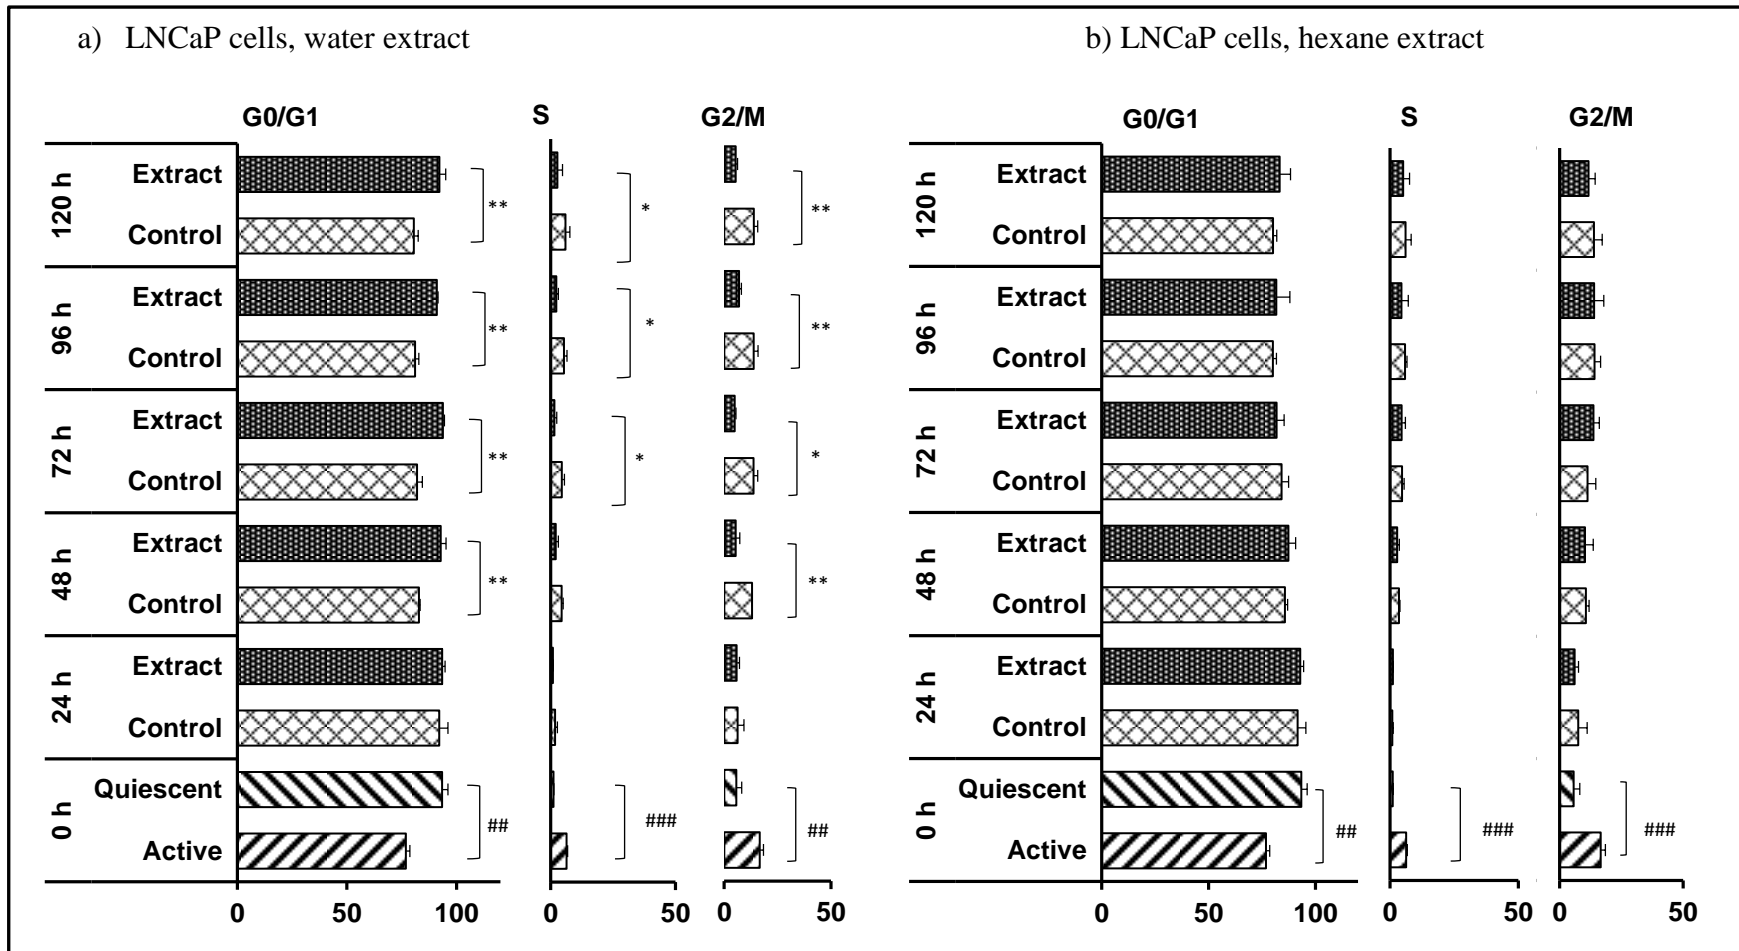 a) LNCaP cells, water extract
G0/G1 S G2/M
120 h
Extract ** * **
Control
96 h
Extract ** * **
Control
72 h
Extract ** * *
Control
48 h
Extract ** **
Control
24 h
Extract
Control
0 h
Quiescent ## ### ##
Active
0 50 100 0 50 0 50
b) LNCaP cells, hexane extract
G0/G1 S G2/M
120 h
Extract
Control
96 h
Extract
Control
72 h
Extract
Control
48 h
Extract
Control
24 h
Extract
Control
0 h
Quiescent ## ### ###
Active
0 50 100 0 50 0 50